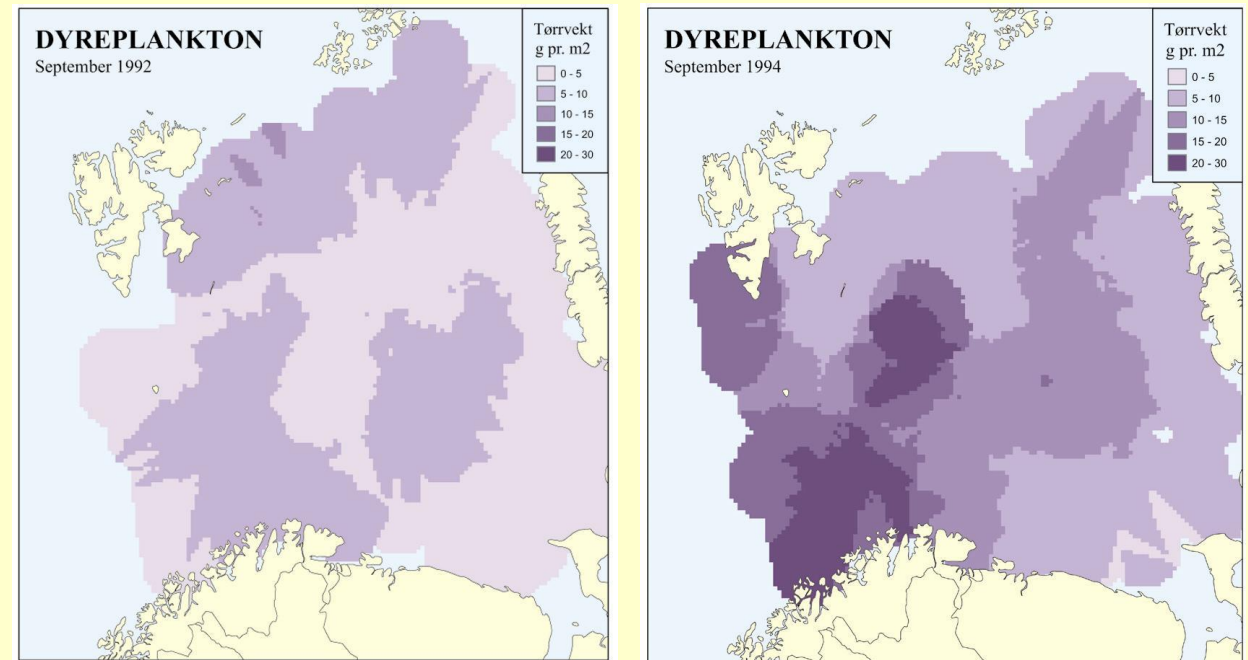 DYREPLANKTON
September 1992
Tørrvekt
g pr. m2
0 - 5
5 - 10
10 - 15
15 - 20
20 - 30
DYREPLANKTON
September 1994
Tørrvekt
g pr. m2
0 - 5
5 - 10
10 - 15
15 - 20
20 - 30